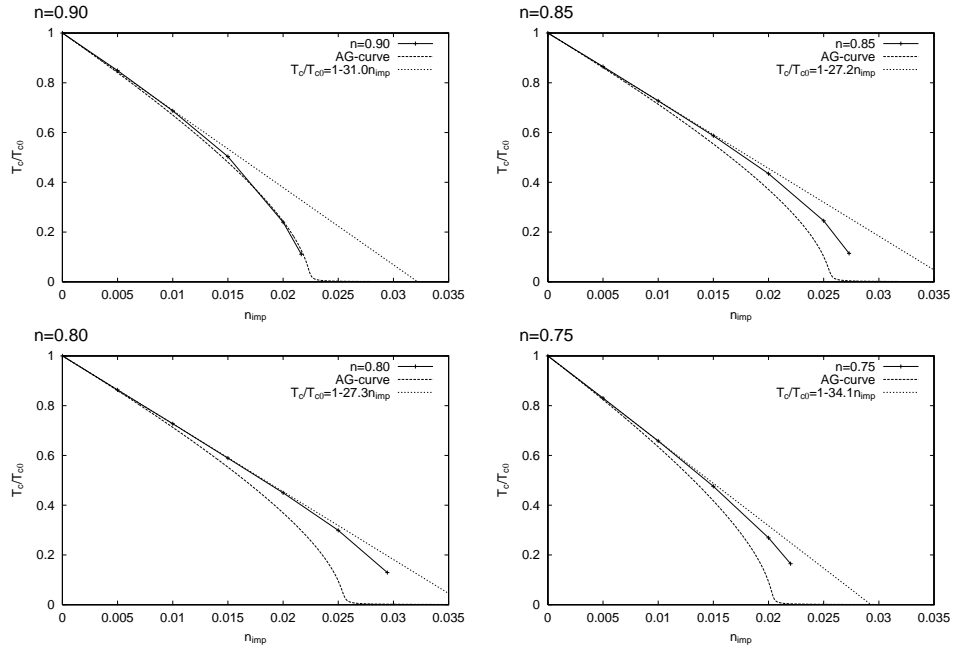 n=0.90
n=0.90
AG-curve
T_c/T_c0=1-31.0n_imp
T_c/T_c0
1
0.8
0.6
0.4
0.2
0
0 0.005 0.01 0.015 0.02 0.025 0.03 0.035
n_imp
n=0.85
n=0.85
AG-curve
T_c/T_c0=1-27.2n_imp
T_c/T_c0
1
0.8
0.6
0.4
0.2
0
0 0.005 0.01 0.015 0.02 0.025 0.03 0.035
n_imp
n=0.80
n=0.80
AG-curve
T_c/T_c0=1-27.3n_imp
T_c/T_c0
1
0.8
0.6
0.4
0.2
0
0 0.005 0.01 0.015 0.02 0.025 0.03 0.035
n_imp
n=0.75
n=0.75
AG-curve
T_c/T_c0=1-34.1n_imp
T_c/T_c0
1
0.8
0.6
0.4
0.2
0
0 0.005 0.01 0.015 0.02 0.025 0.03 0.035
n_imp